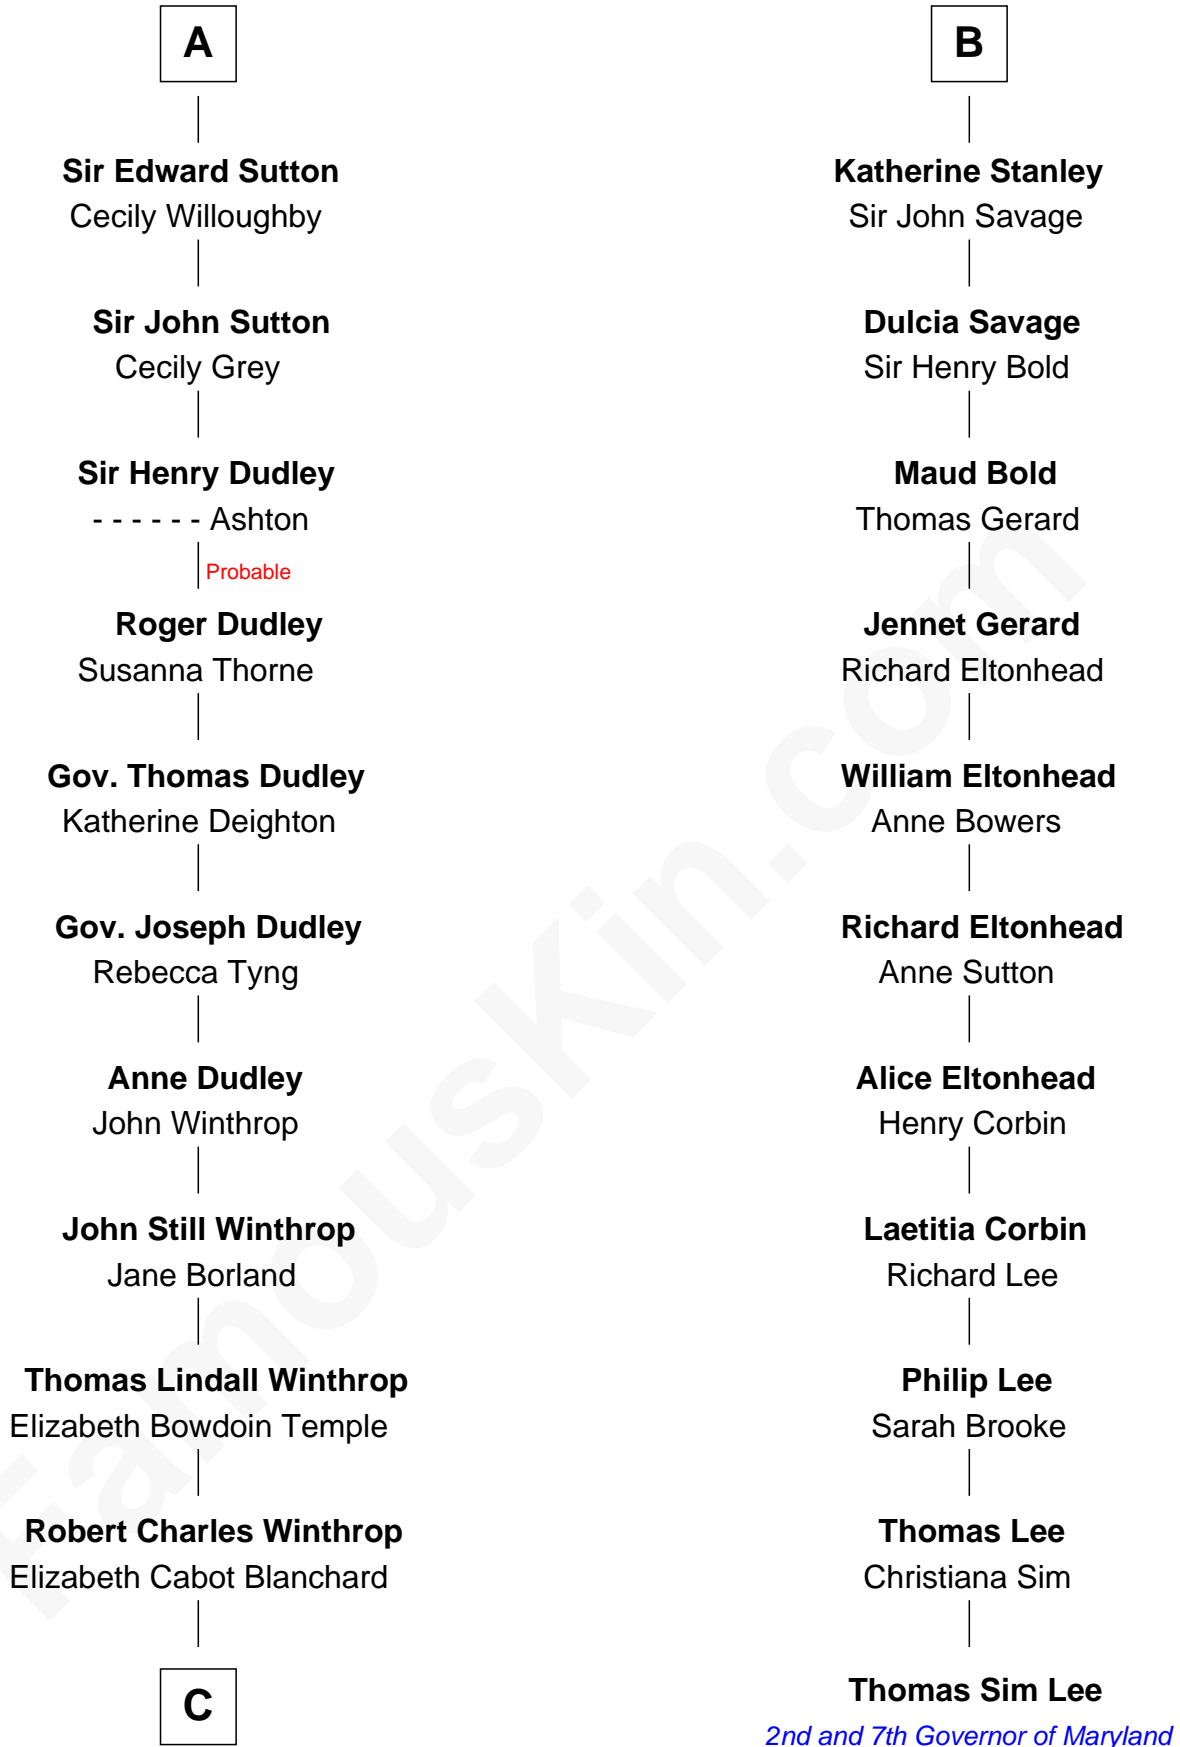 A
Sir Edward Sutton
Cecily Willoughby
Sir John Sutton
Cecily Grey
Sir Henry Dudley
- - - - - - Ashton
Probable
Roger Dudley
Susanna Thorne
Gov. Thomas Dudley
Katherine Deighton
Gov. Joseph Dudley
Rebecca Tyng
Anne Dudley
John Winthrop
John Still Winthrop
Jane Borland
Thomas Lindall Winthrop
Elizabeth Bowdoin Temple
Robert Charles Winthrop
Elizabeth Cabot Blanchard
C
B
Katherine Stanley
Sir John Savage
Dulcia Savage
Sir Henry Bold
Maud Bold
Thomas Gerard
Jennet Gerard
Richard Eltonhead
William Eltonhead
Anne Bowers
Richard Eltonhead
Anne Sutton
Alice Eltonhead
Henry Corbin
Laetitia Corbin
Richard Lee
Philip Lee
Sarah Brooke
Thomas Lee
Christiana Sim
Thomas Sim Lee
2nd and 7th Governor of Maryland
FamousKin.com